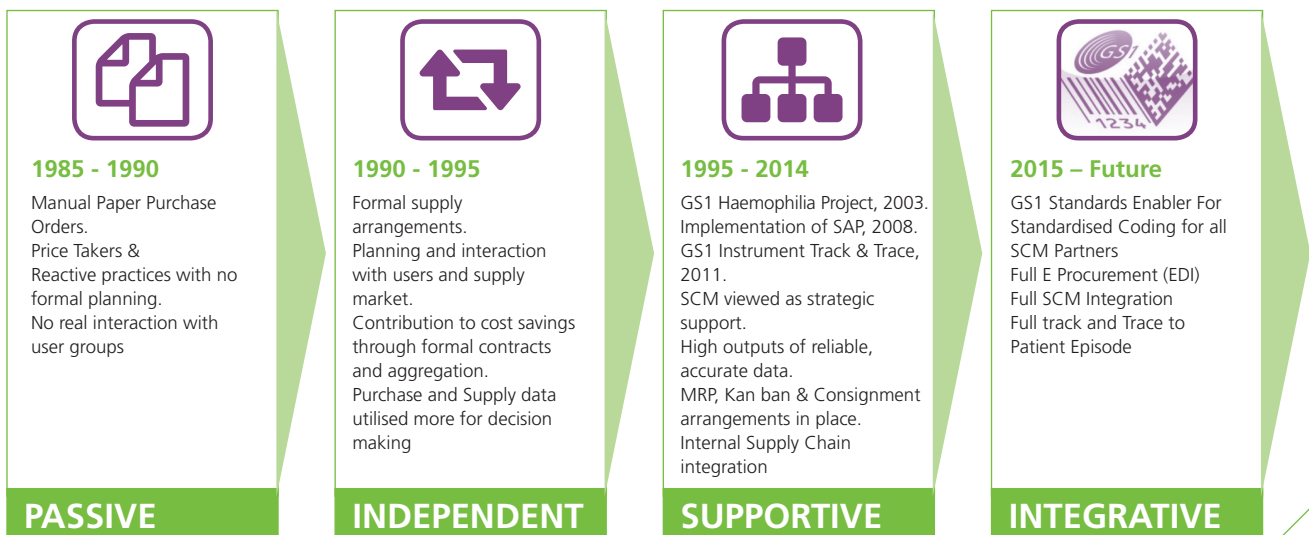 1985 - 1990
Manual Paper Purchase
Orders.
Price Takers &
Reactive practices with no
formal planning.
No real interaction with
user groups
PASSIVE
1990 - 1995
Formal supply
arrangements.
Planning and interaction
with users and supply
market.
Contribution to cost savings
through formal contracts
and aggregation.
Purchase and Supply data
utilised more for decision
making
INDEPENDENT
1995 - 2014
GS1 Haemophilia Project, 2003.
Implementation of SAP, 2008.
GS1 Instrument Track & Trace,
2011.
SCM viewed as strategic
support.
High outputs of reliable,
accurate data.
MRP, Kan ban & Consignment
arrangements in place.
Internal Supply Chain
integration
SUPPORTIVE
GS1
1234
2015 – Future
GS1 Standards Enabler For
Standardised Coding for all
SCM Partners
Full E Procurement (EDI)
Full SCM Integration
Full track and Trace to
Patient Episode
INTEGRATIVE